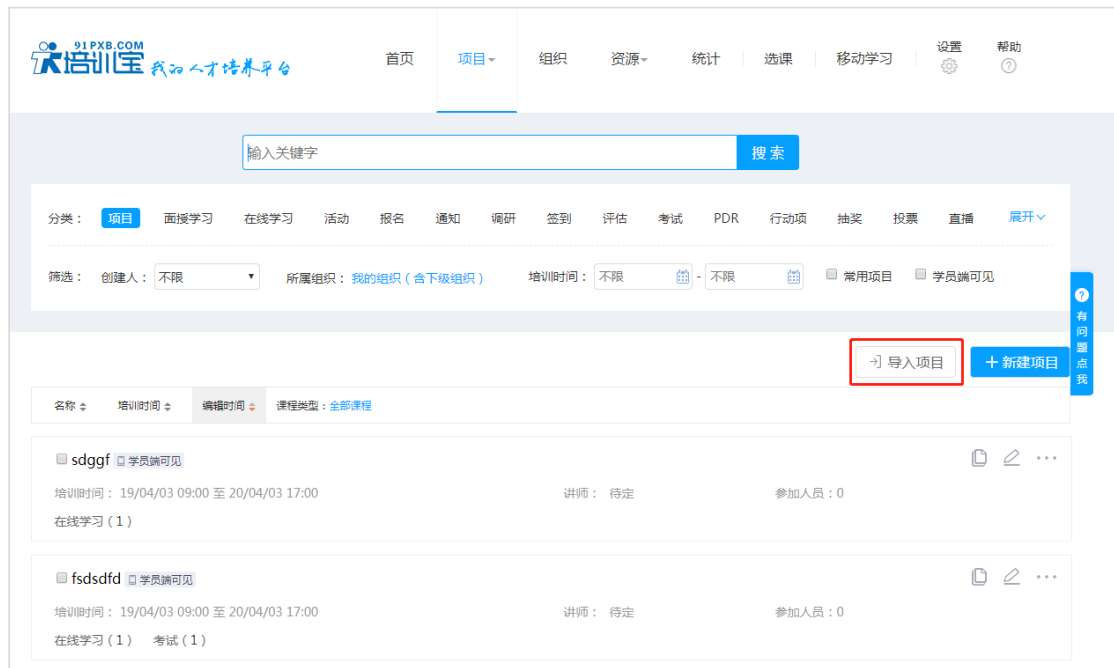 91PXB.COM
培训宝 我的人才培养平台
首页 项目 组织 资源 统计 选课 移动学习 设置 帮助
输入关键字 搜索
分类： 项目 面授学习 在线学习 活动 报名 通知 调研 签到 评估 考试 PDR 行动项 抽奖 投票 直播 展开
筛选： 创建人： 不限 所属组织： 我的组织（含下级组织） 培训时间： 不限 - 不限 常用项目 学员端可见
有问题点我
导入项目 +新建项目
名称 培训时间 编辑时间 课程类型：全部课程
sdggf 学员端可见
培训时间： 19/04/03 09:00 至 20/04/03 17:00 讲师： 待定 参加人员：0
在线学习（1）
fsdsdfd 学员端可见
培训时间： 19/04/03 09:00 至 20/04/03 17:00 讲师： 待定 参加人员：0
在线学习（1） 考试（1）